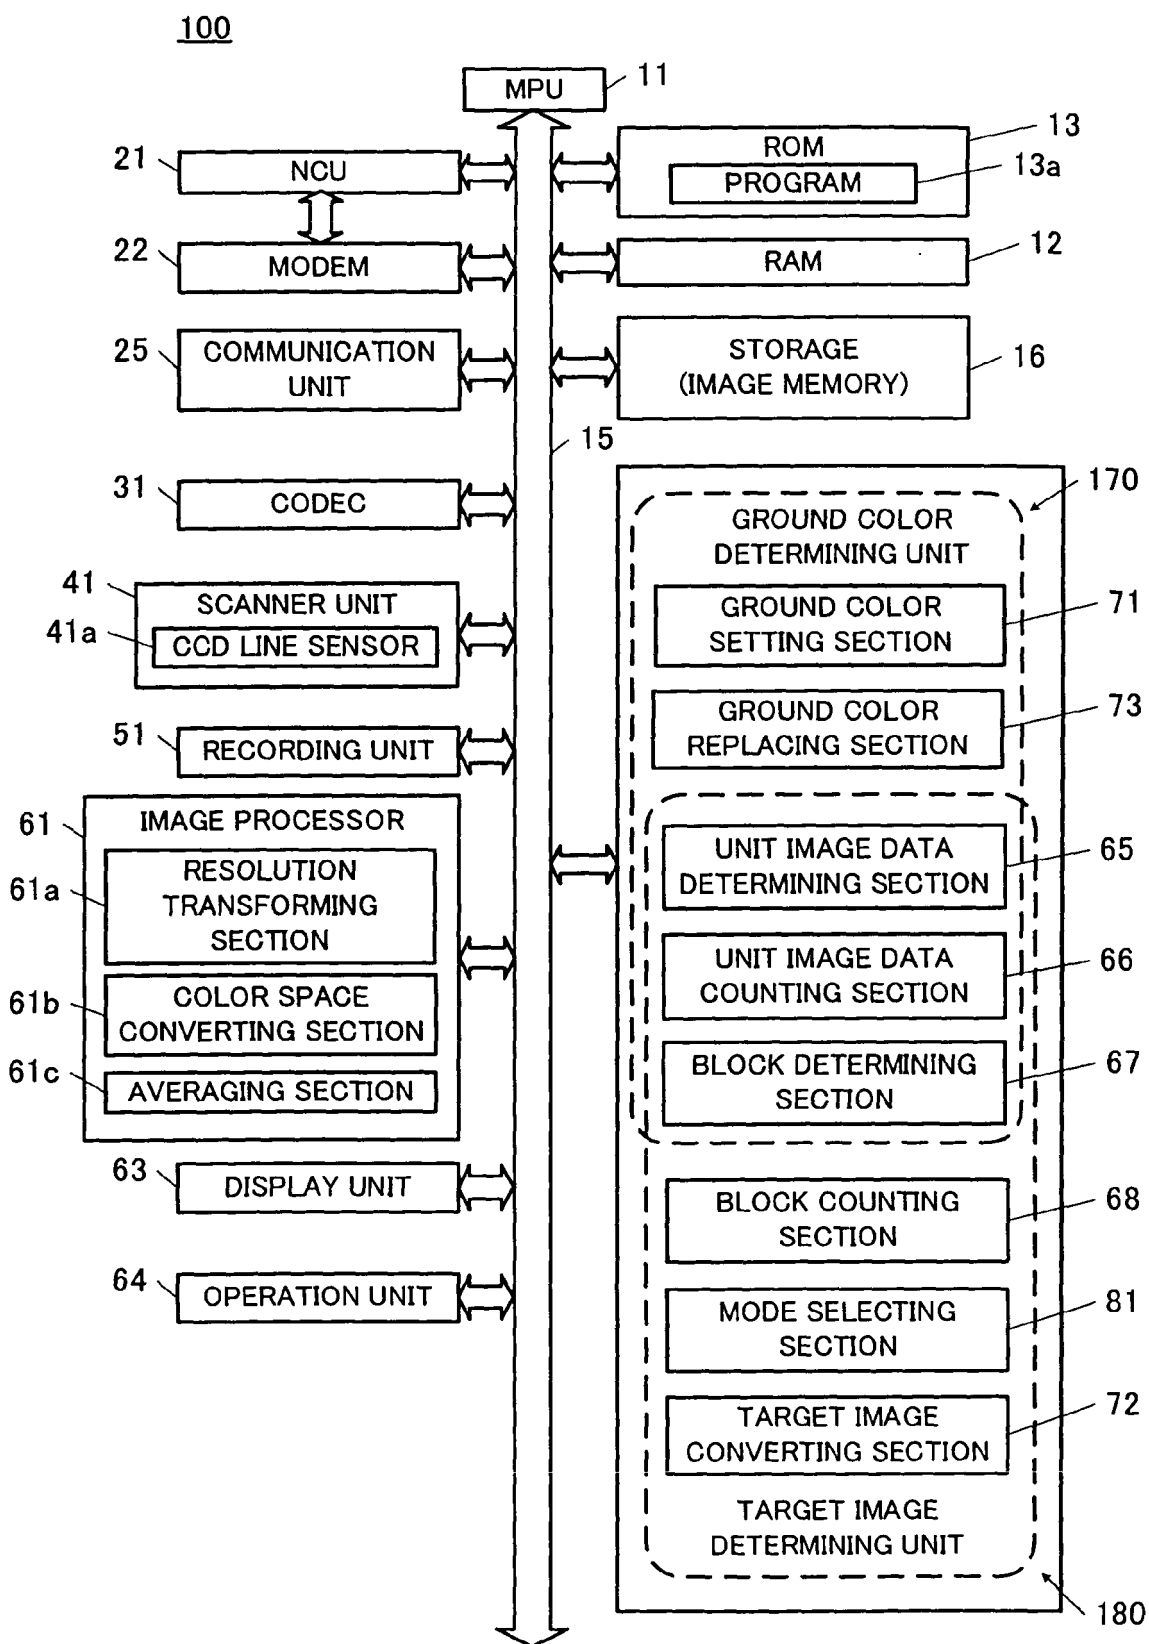 100
MPU
11
21
NCU
ROM
13
PROGRAM
13a
22
MODEM
RAM
12
25
COMMUNICATION
UNIT
STORAGE
(IMAGE MEMORY)
16
15
31
CODEC
170
GROUND COLOR
DETERMINING UNIT
41
SCANNER UNIT
41a
CCD LINE SENSOR
GROUND COLOR
SETTING SECTION
71
51
RECORDING UNIT
GROUND COLOR
REPLACING SECTION
73
61
IMAGE PROCESSOR
61a
RESOLUTION
TRANSFORMING
SECTION
UNIT IMAGE DATA
DETERMINING SECTION
65
61b
COLOR SPACE
CONVERTING SECTION
UNIT IMAGE DATA
COUNTING SECTION
66
61c
AVERAGING SECTION
BLOCK DETERMINING
SECTION
67
63
DISPLAY UNIT
BLOCK COUNTING
SECTION
68
64
OPERATION UNIT
MODE SELECTING
SECTION
81
TARGET IMAGE
CONVERTING SECTION
72
TARGET IMAGE
DETERMINING UNIT
180